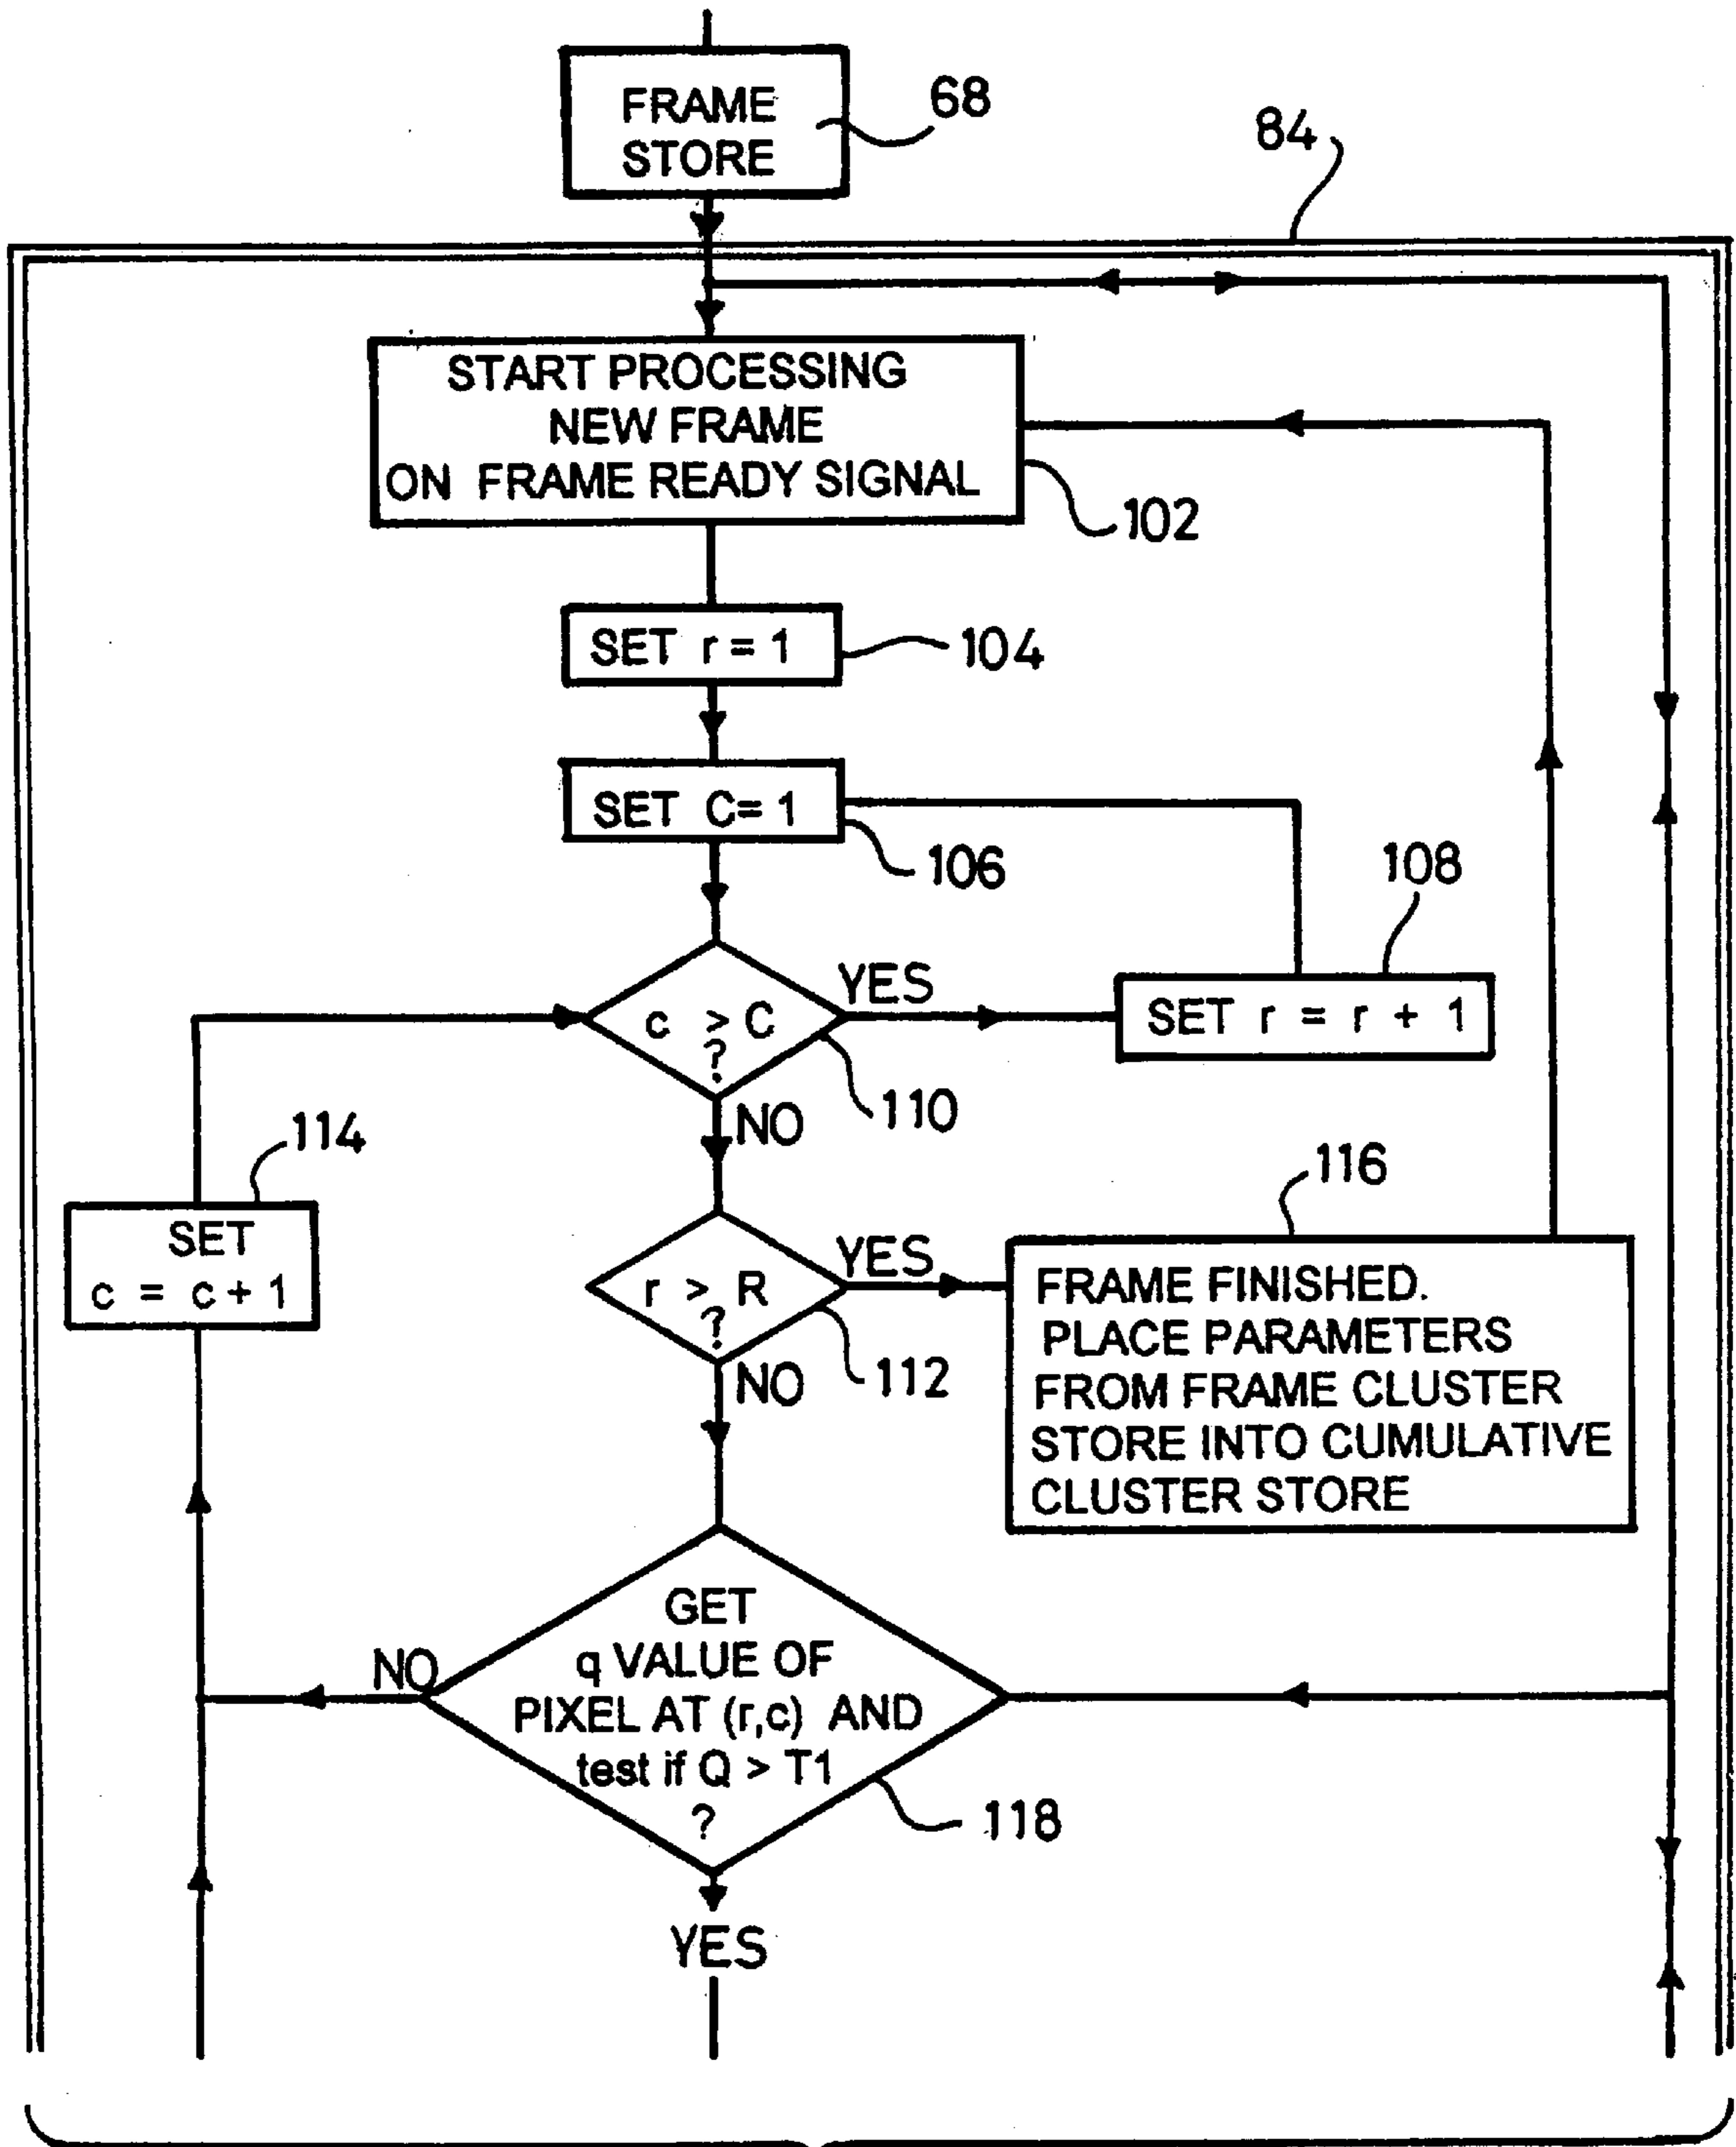 FRAME
STORE
68
84
START PROCESSING
NEW FRAME
ON FRAME READY SIGNAL
102
SET r = 1
104
SET C= 1
106
108
c > C
?
YES
SET r = r + 1
110
NO
114
SET
c = c + 1
116
r > R
?
YES
112
NO
FRAME FINISHED.
PLACE PARAMETERS
FROM FRAME CLUSTER
STORE INTO CUMULATIVE
CLUSTER STORE
GET
q VALUE OF
PIXEL AT (r,c) AND
test if Q > T1
?
NO
118
YES